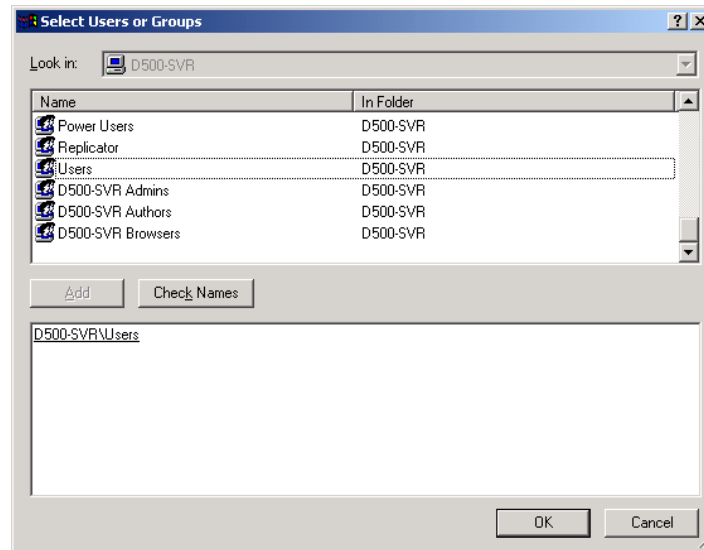 Select Users or Groups
Look in: D500-SVR
Name In Folder
Power Users D500-SVR
Replicator D500-SVR
Users D500-SVR
D500-SVR Admins D500-SVR
D500-SVR Authors D500-SVR
D500-SVR Browsers D500-SVR
Add Check Names
D500-SVR\Users
OK Cancel